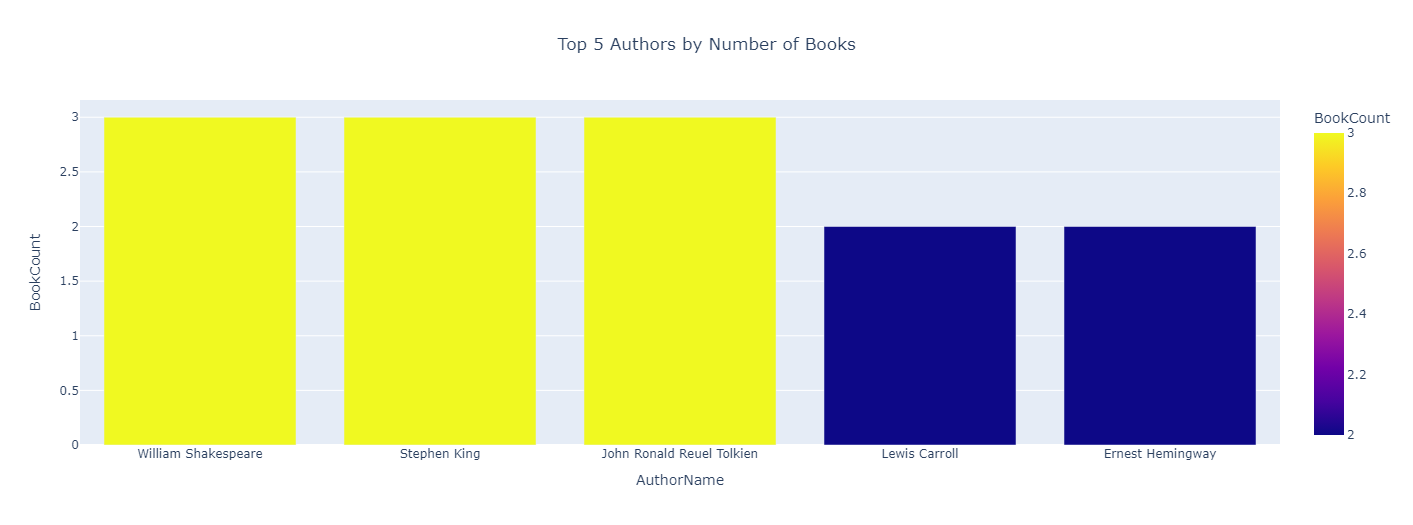 Top 5 Authors by Number of Books
BookCount
3
2.5
2
1.5
1
0.5
0
William Shakespeare
Stephen King
John Ronald Reuel Tolkien
Lewis Carroll
Ernest Hemingway
AuthorName
BookCount
3
2.8
2.6
2.4
2.2
2